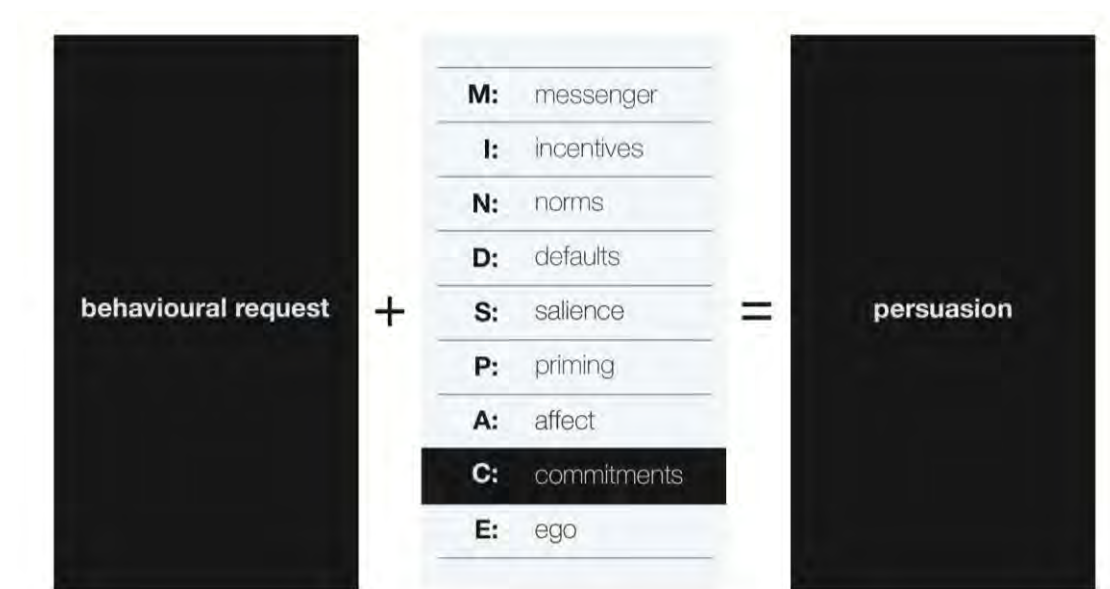 behavioural request
+
M: messenger
I: incentives
N: norms
D: defaults
S: salience
P: priming
A: affect
C: commitments
E: ego
=
persuasion